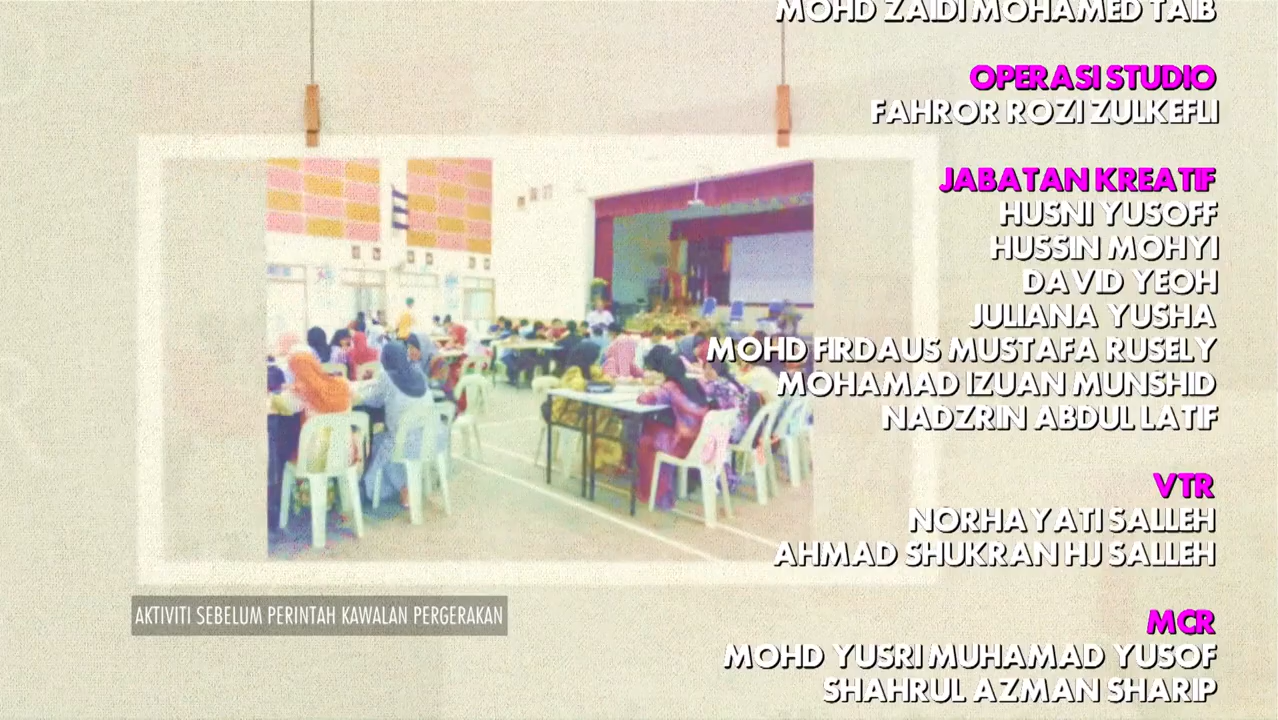 MOHD ZAIDI MOHAMED TAIB
OPERASI STUDIO
FAHROR ROZI ZULKEFLI
JABATAN KREATIF
HUSNI YUSOFF
HUSSIN MOHYI
DAVID YEOH
JULIANA YUSHA
MOHD FIRDAUS MUSTAFA RUSELY
MOHAMAD IZUAN MUNSHID
NADZRIN ABDUL LATIF
VTR
NORHAYATI SALLEH
AHMAD SHUKRAN HJ SALLEH
MCR
MOHD YUSRI MUHAMAD YUSOF
SHAHRUL AZMAN SHARIP
AKTIVITI SEBELUM PERINTAH KAWALAN PERGERAKAN